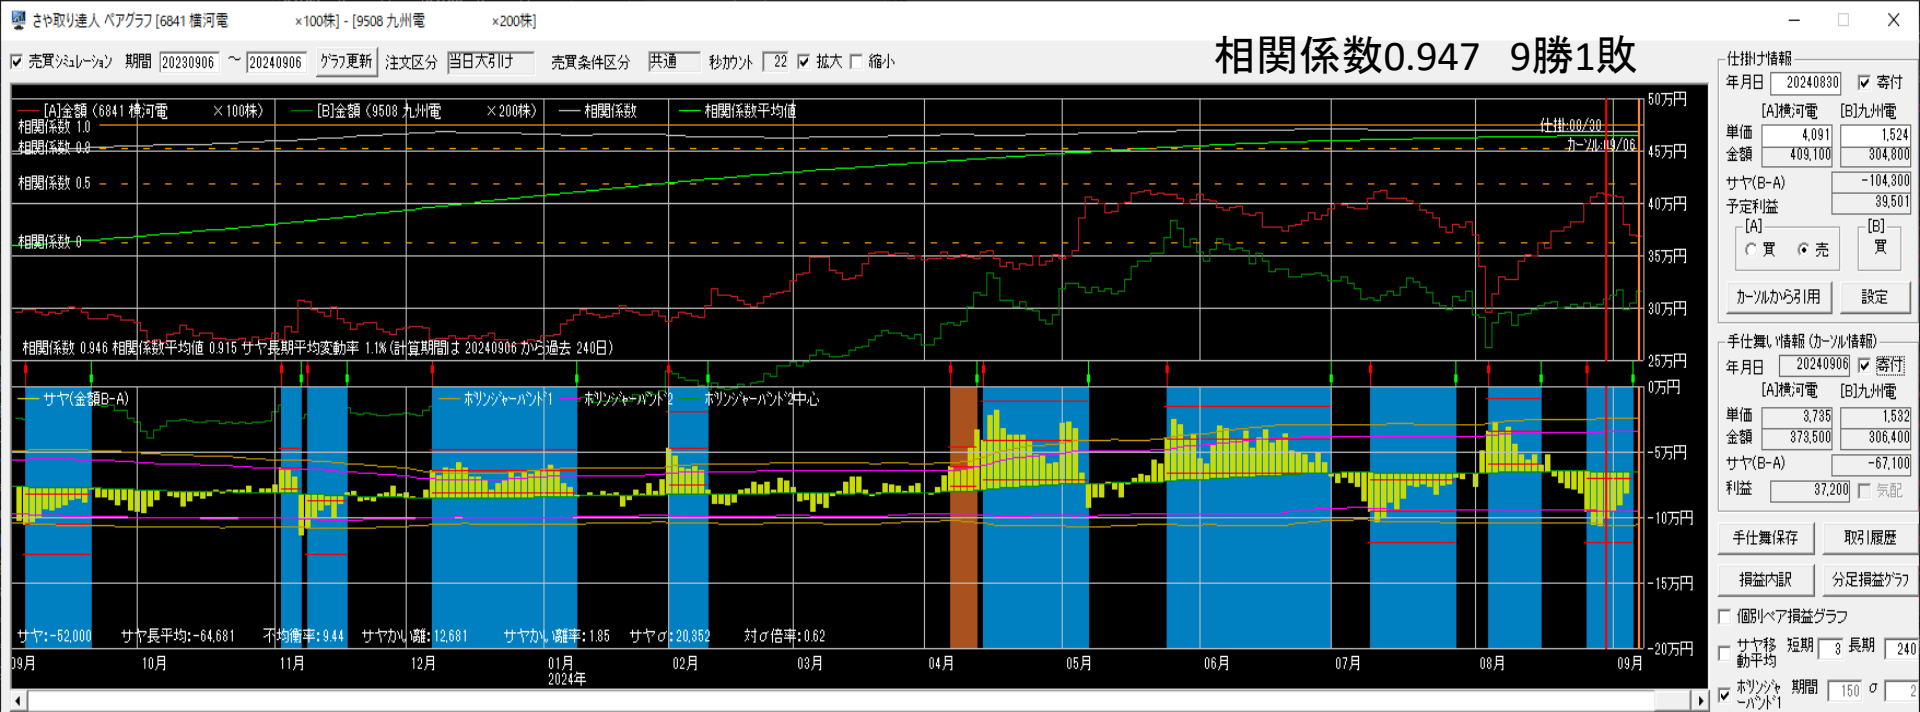 さや取り達人 ペアグラフ [6841 横河電 ×100株] - [9508 九州電 ×200株]
売買シミュレーション 期間 20230906 ～ 20240906 グラフ更新 注文区分 当日大引け 売買条件区分 共通 秒カウント 22 拡大 縮小
相関係数0.947 9勝1敗
[A]金額（6841 横河電 ×100株） [B]金額（9508 九州電 ×200株） 相関係数 相関係数平均値
相関係数 1.0
相関係数 0.8
相関係数 0.5
相関係数 0
仕掛:08/30
カーソル:09/06
50万円
45万円
40万円
35万円
30万円
25万円
相関係数 0.946 相関係数平均値 0.915 サヤ長期平均変動率 1.1% (計算期間は 20240906 から過去 240日)
サヤ(金額B-A) ボリンジャーバンド1 ボリンジャーバンド2 ボリンジャーバンド2中心
0万円
-5万円
-10万円
-15万円
-20万円
サヤ:-52,000 サヤ長平均:-64,681 不均衡率:9.44 サヤかい離:12,681 サヤかい離率:1.85 サヤσ:20,352 対σ倍率:0.62
09月 10月 11月 12月 01月 02月 03月 04月 05月 06月 07月 08月 09月
2024年
仕掛け情報
年月日 20240830 寄付
[A]横河電 [B]九州電
単価 4,091 1,524
金額 409,100 304,800
サヤ(B-A) -104,300
予定利益 39,501
[A] [B]
買 売 買
カーソルから引用 設定
手仕舞い情報 (カーソル情報)
年月日 20240906 寄付
[A]横河電 [B]九州電
単価 3,735 1,532
金額 373,500 306,400
サヤ(B-A) -67,100
利益 37,200 気配
手仕舞保存 取引履歴
損益内訳 分足損益グラフ
個別ペア損益グラフ
サヤ移動平均 短期 3 長期 240
ボリンジャーバンド1 期間 150 σ 2